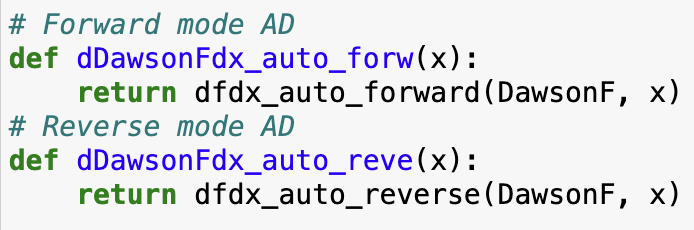 # Forward mode AD
def dDawsonFdx_auto_forw(x):
    return dfdx_auto_forward(DawsonF, x)
# Reverse mode AD
def dDawsonFdx_auto_reve(x):
    return dfdx_auto_reverse(DawsonF, x)